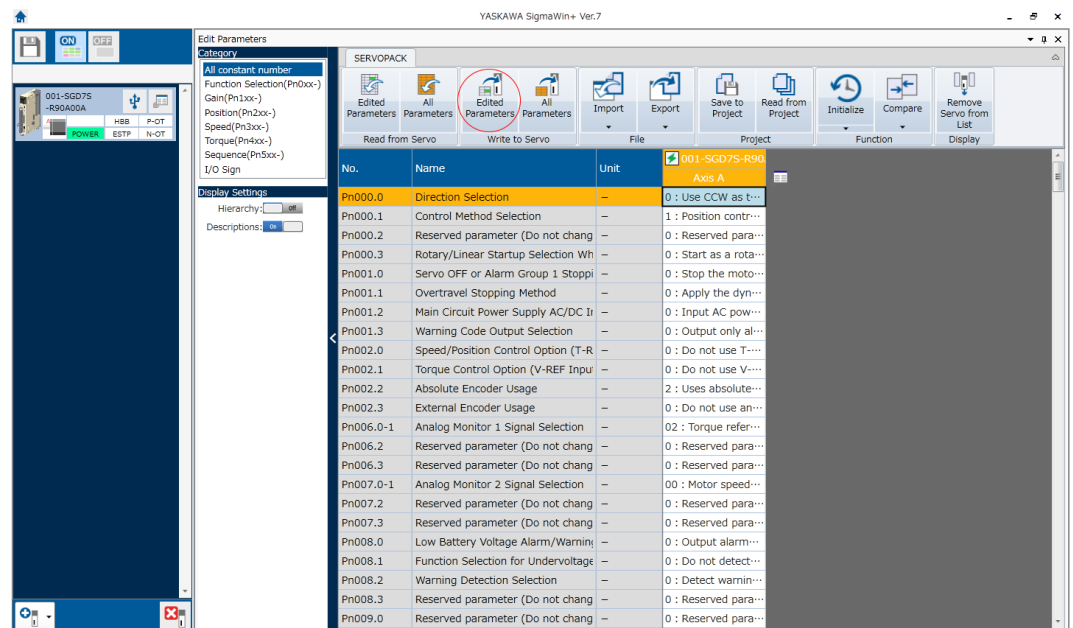 YASKAWA SigmaWin+ Ver.7
ON
OFF
001-SGD7S
-R90A00A
HBB
P-OT
POWER
ESTP
N-OT
Edit Parameters
Category
All constant number
Function Selection(Pn0xx-)
Gain(Pn1xx-)
Position(Pn2xx-)
Speed(Pn3xx-)
Torque(Pn4xx-)
Sequence(Pn5xx-)
I/O Sign
Display Settings
Hierarchy: Off
Descriptions: On
SERVOPACK
Edited Parameters
All Parameters
Read from Servo
Edited Parameters
All Parameters
Write to Servo
Import
Export
File
Save to Project
Read from Project
Project
Initialize
Compare
Function
Remove Servo from List
Display
No. Name Unit 001-SGD7S-R90
Axis A
Pn000.0 Direction Selection – 0 : Use CCW as t···
Pn000.1 Control Method Selection – 1 : Position contr···
Pn000.2 Reserved parameter (Do not chang – 0 : Reserved para···
Pn000.3 Rotary/Linear Startup Selection Wh – 0 : Start as a rota···
Pn001.0 Servo OFF or Alarm Group 1 Stoppi – 0 : Stop the moto···
Pn001.1 Overtravel Stopping Method – 0 : Apply the dyn···
Pn001.2 Main Circuit Power Supply AC/DC In – 0 : Input AC pow···
Pn001.3 Warning Code Output Selection – 0 : Output only al···
Pn002.0 Speed/Position Control Option (T-R – 0 : Do not use T-···
Pn002.1 Torque Control Option (V-REF Input – 0 : Do not use V-···
Pn002.2 Absolute Encoder Usage – 2 : Uses absolute···
Pn002.3 External Encoder Usage – 0 : Do not use an···
Pn006.0-1 Analog Monitor 1 Signal Selection – 02 : Torque refer···
Pn006.2 Reserved parameter (Do not chang – 0 : Reserved para···
Pn006.3 Reserved parameter (Do not chang – 0 : Reserved para···
Pn007.0-1 Analog Monitor 2 Signal Selection – 00 : Motor speed···
Pn007.2 Reserved parameter (Do not chang – 0 : Reserved para···
Pn007.3 Reserved parameter (Do not chang – 0 : Reserved para···
Pn008.0 Low Battery Voltage Alarm/Warning – 0 : Output alarm···
Pn008.1 Function Selection for Undervoltage – 0 : Do not detect···
Pn008.2 Warning Detection Selection – 0 : Detect warnin···
Pn008.3 Reserved parameter (Do not chang – 0 : Reserved para···
Pn009.0 Reserved parameter (Do not chang – 0 : Reserved para···